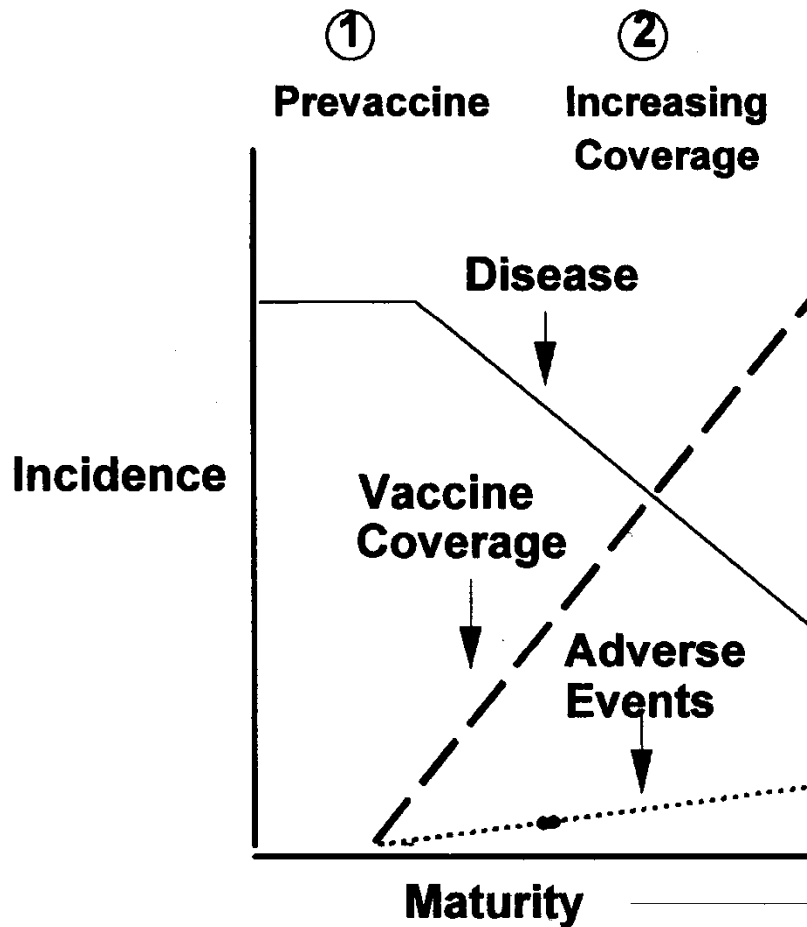 1
2
Prevaccine
Increasing
Coverage
Disease
Incidence
Vaccine
Coverage
Adverse
Events
Maturity